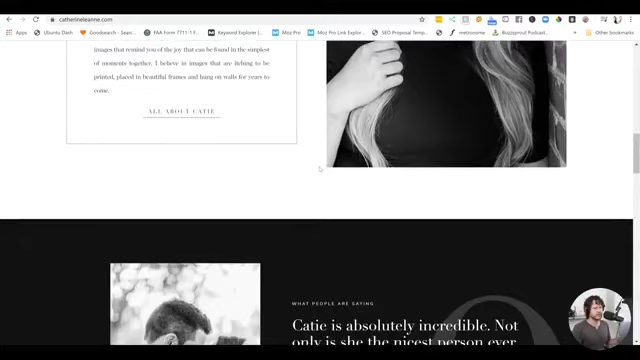 catherineleanne.com
Apps
Ubuntu Dash
Goodsearch - Sear...
FAA Form 7711-1 H...
Keyword Explorer |...
Moz Pro
Moz Pro Link Explor...
SEO Proposal Temp...
metronisme
Buzzsprout Podcast...
Other bookmarks
images that remind you of the joy that can be found in the simplest
of moments together. I believe in images that are itching to be
printed, placed in beautiful frames and hung on walls for years to
come.
ALL ABOUT CATIE
WHAT PEOPLE ARE SAYING
Catie is absolutely incredible. Not
only is she the nicest person ever